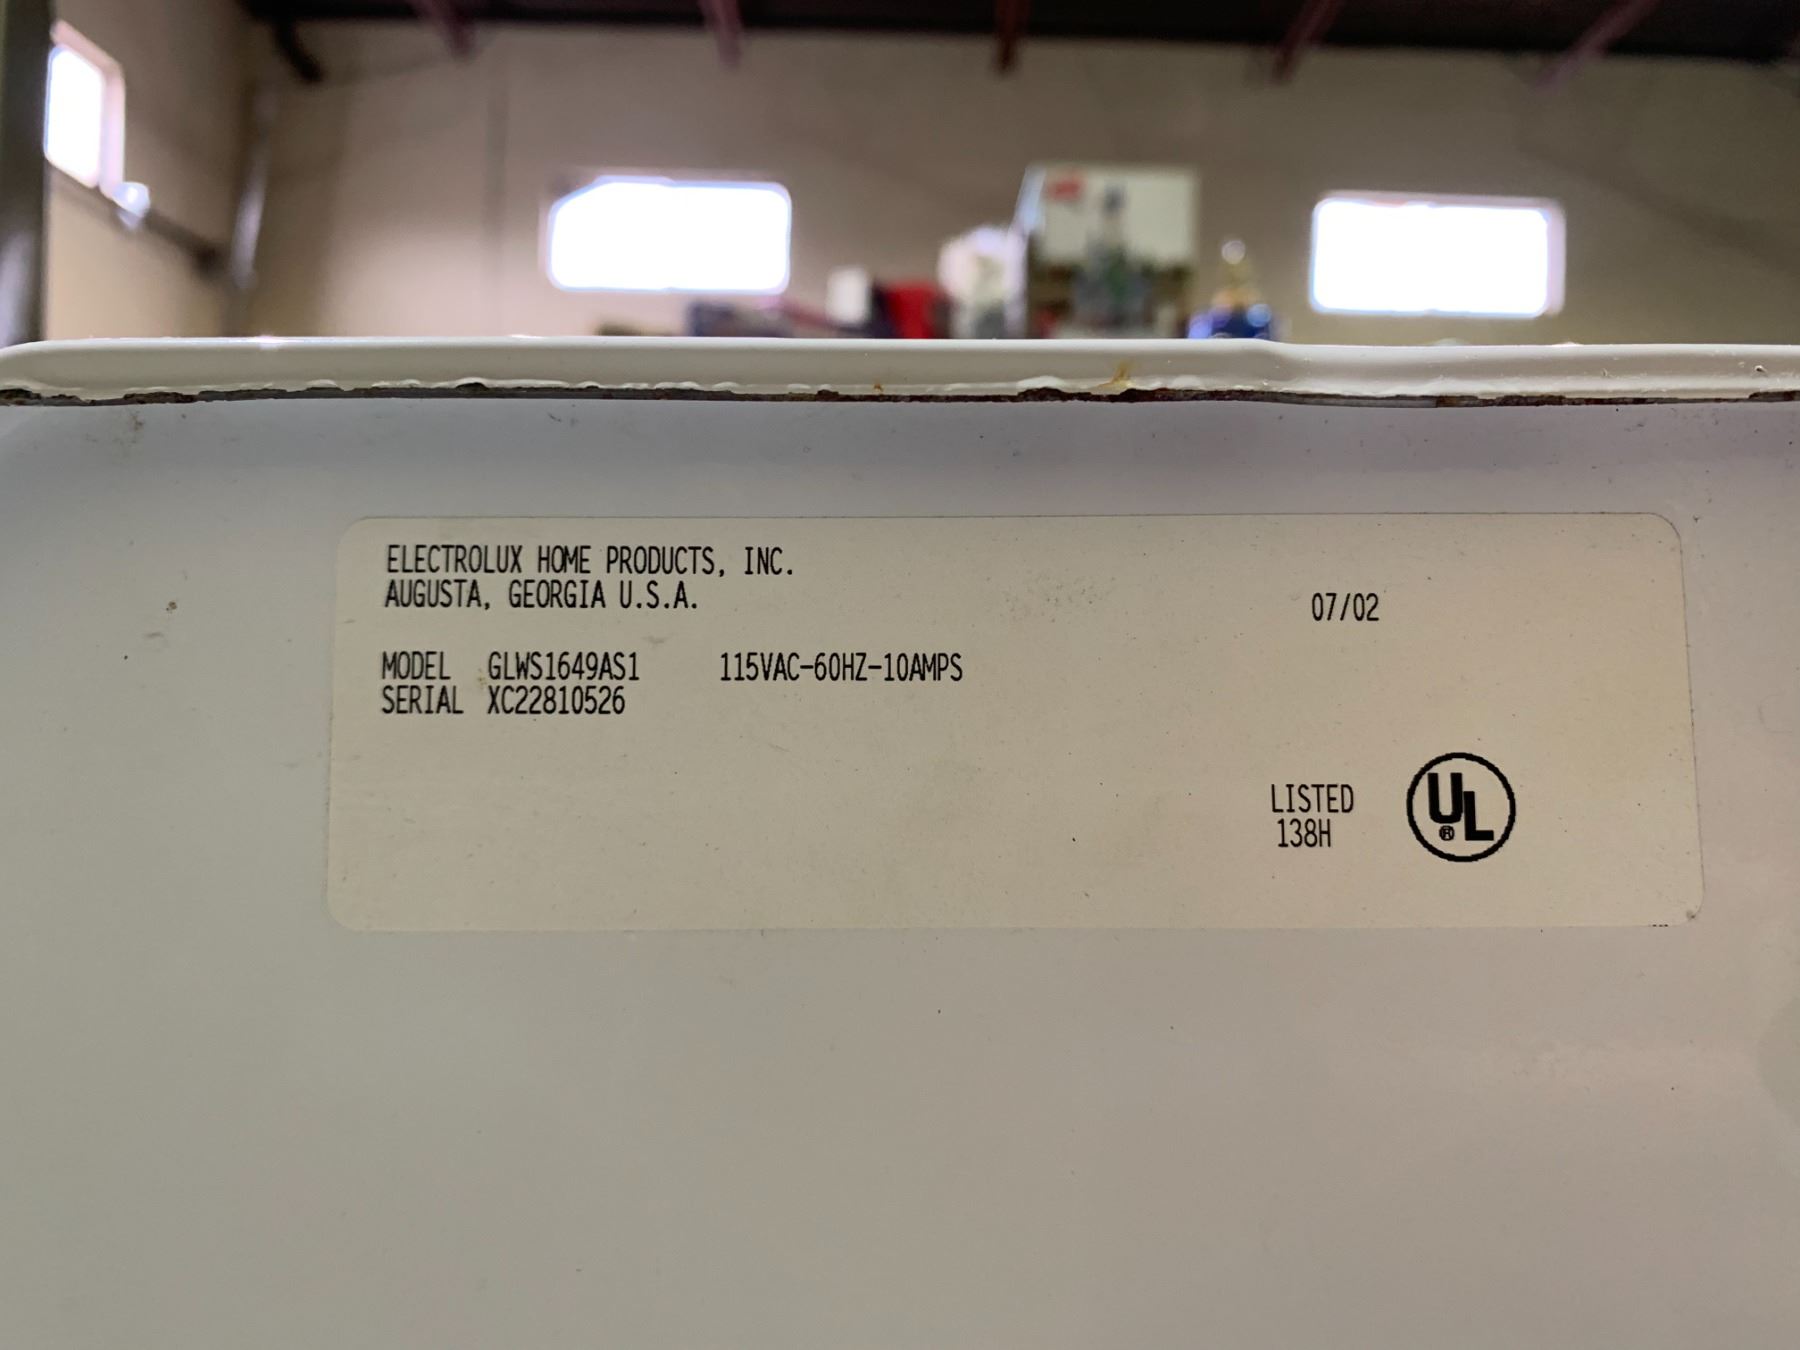 ELECTROLUX HOME PRODUCTS, INC.
AUGUSTA, GEORGIA U.S.A.
07/02
MODEL GLWS1649AS1 115VAC-60HZ-10AMPS
SERIAL XC22810526
LISTED
138H
UL®